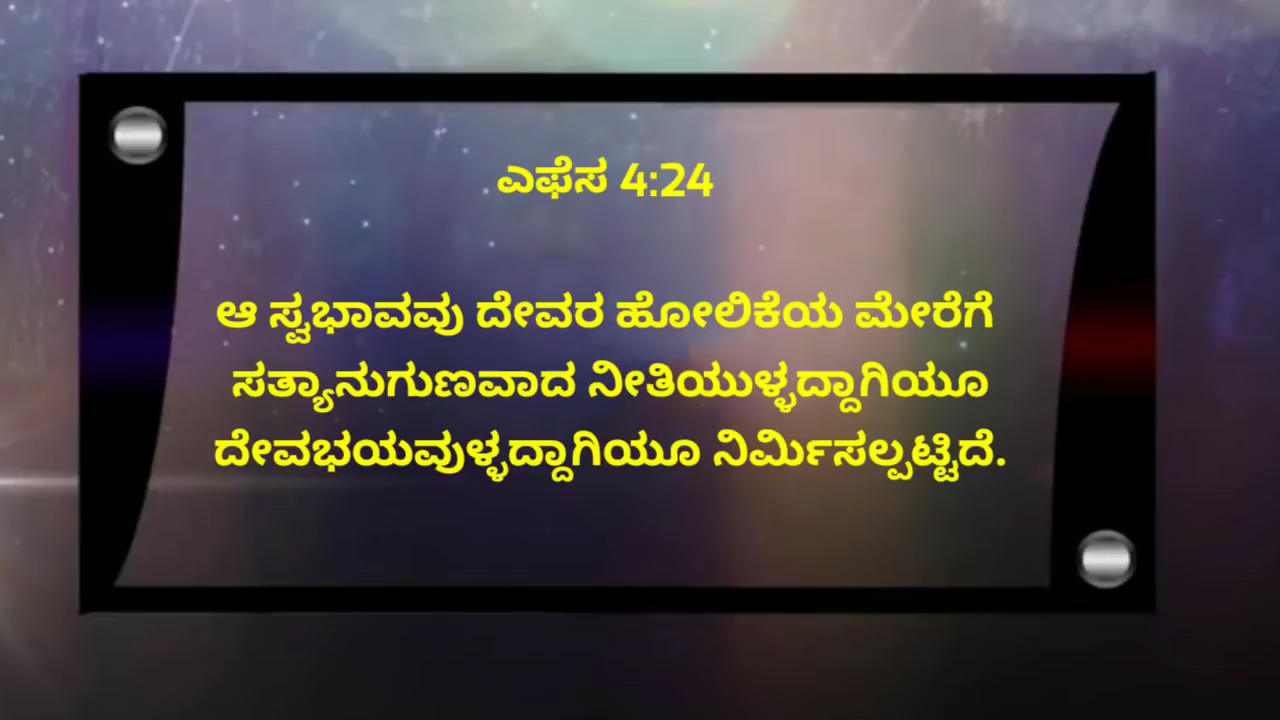 ಎಫೆಸ 4:24
ಆ ಸ್ವಭಾವವು ದೇವರ ಹೋಲಿಕೆಯ ಮೇರೆಗೆ
ಸತ್ಯಾನುಗುಣವಾದ ನೀತಿಯುಳ್ಳದ್ದಾಗಿಯೂ
ದೇವಭಯವುಳ್ಳದ್ದಾಗಿಯೂ ನಿರ್ಮಿಸಲ್ಪಟ್ಟಿದೆ.